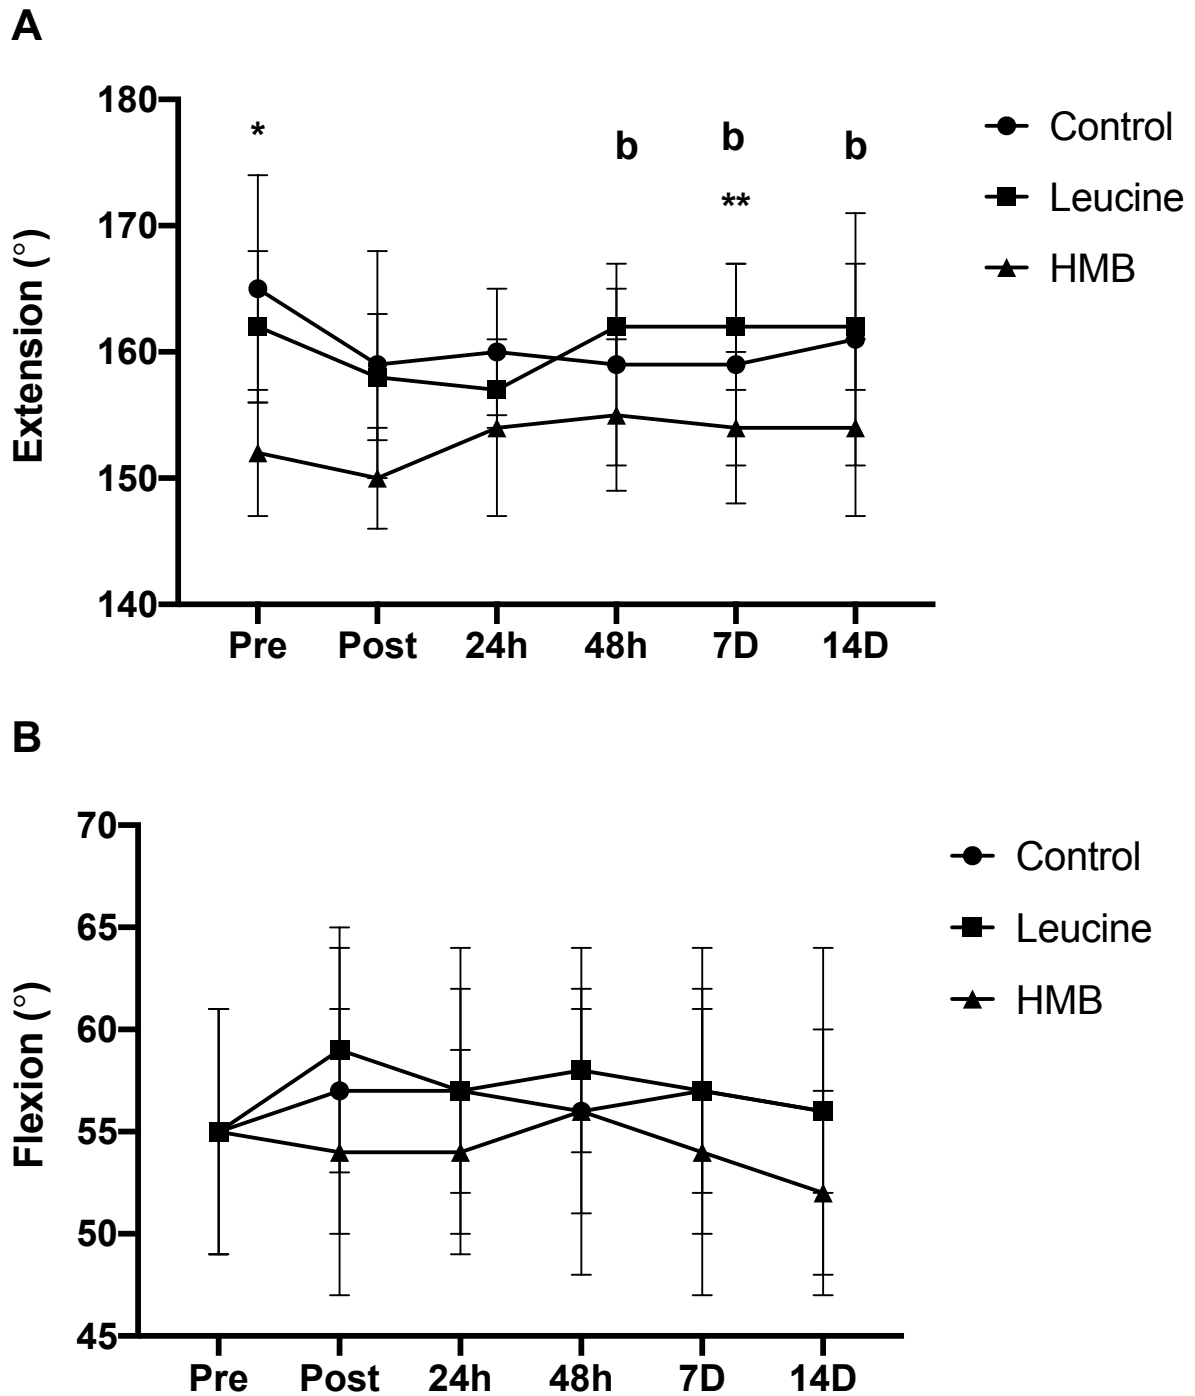 A
180
170
160
150
140
Extension (°)
*
b
b
b
**
Control
Leucine
HMB
Pre Post 24h 48h 7D 14D
B
70
65
60
55
50
45
Flexion (°)
Control
Leucine
HMB
Pre Post 24h 48h 7D 14D